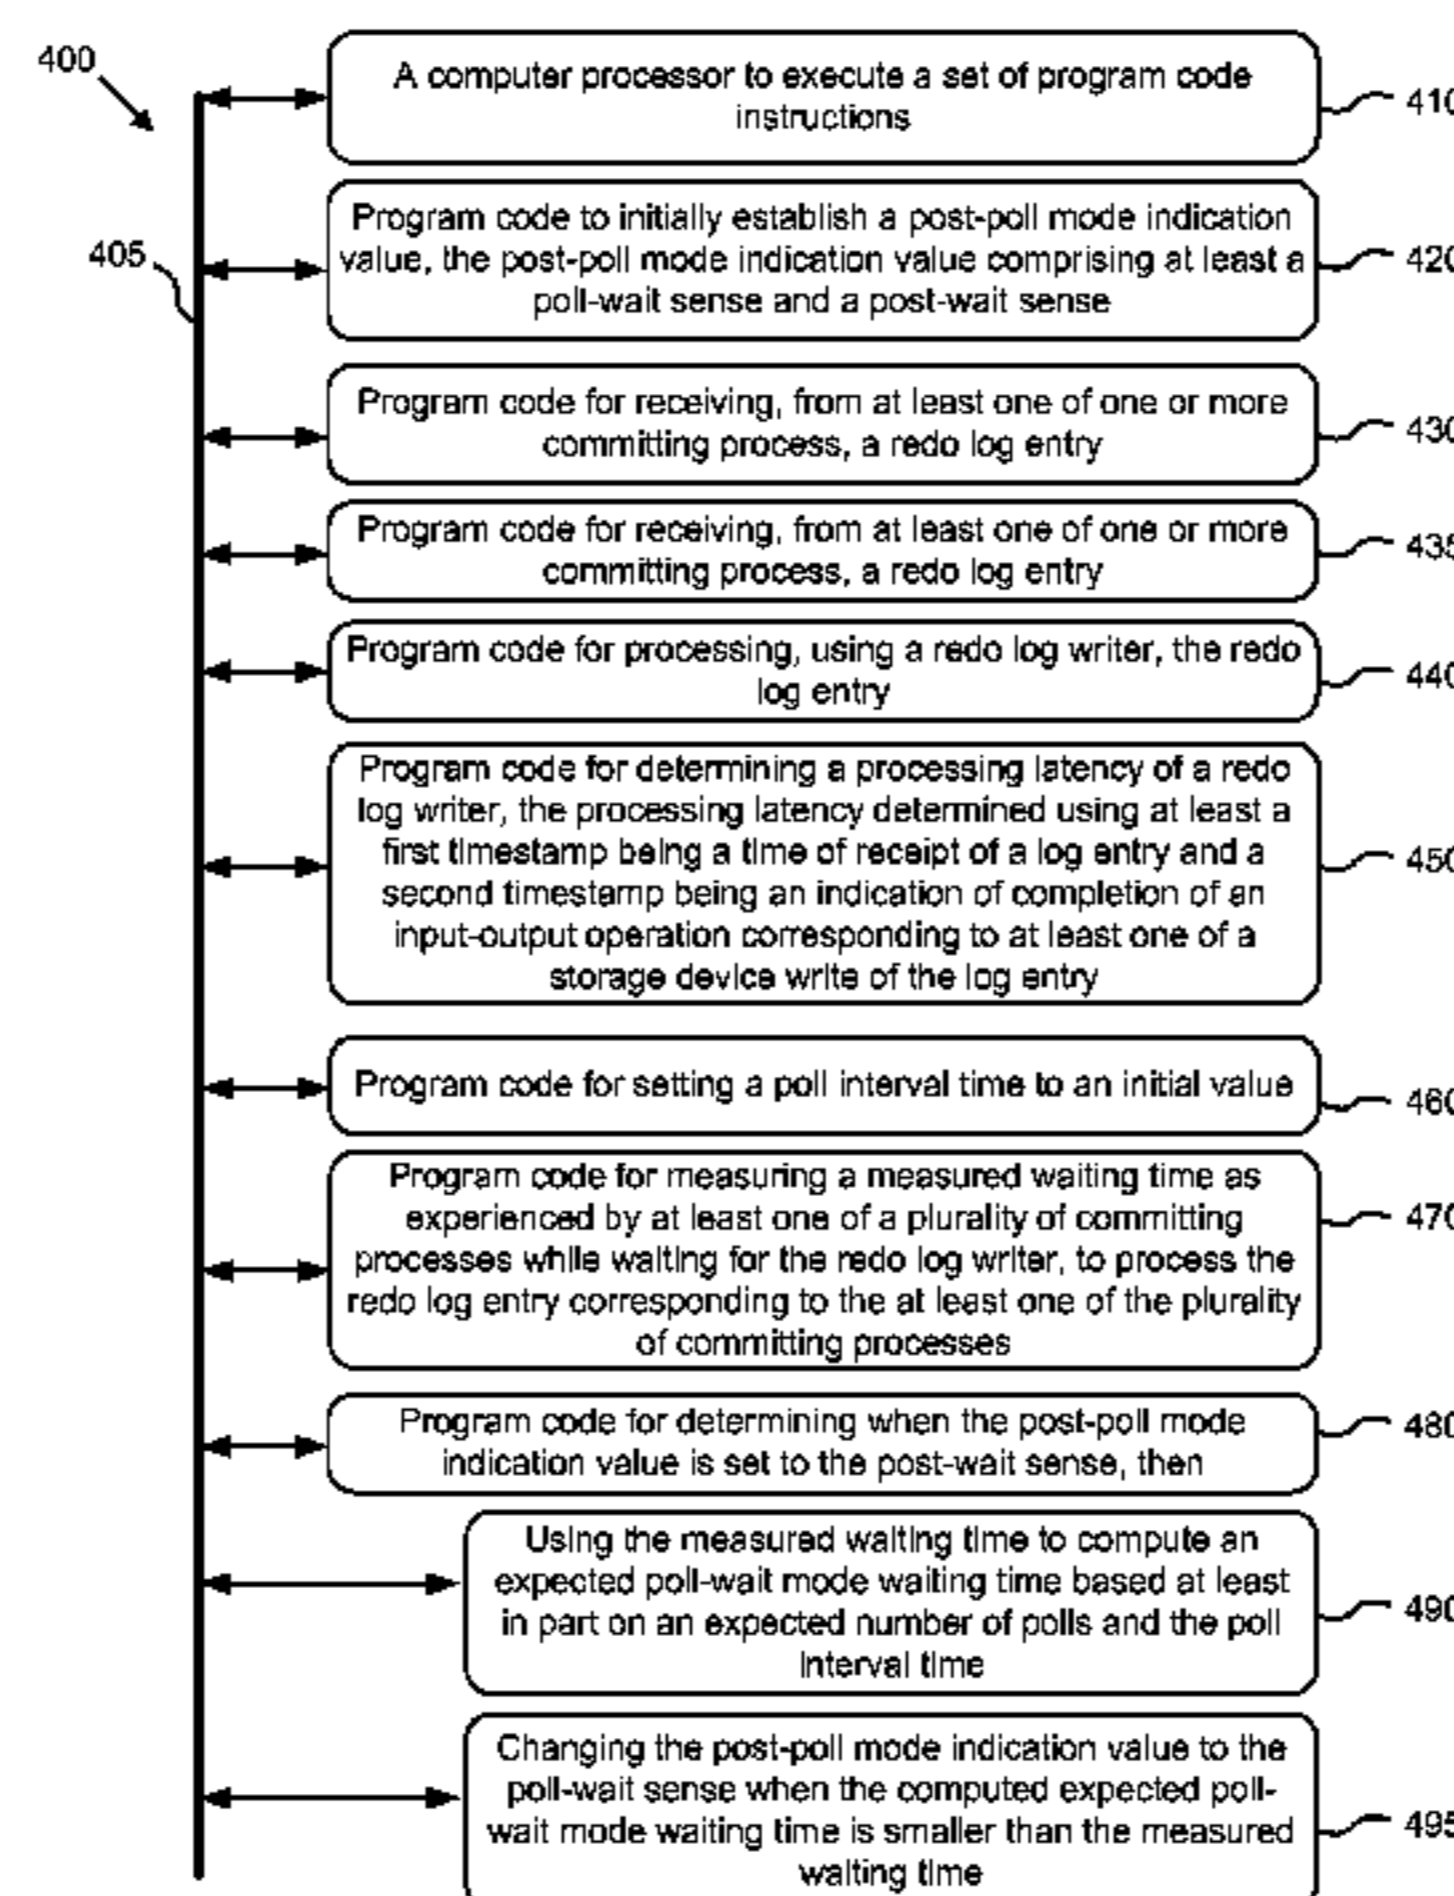 400
A computer processor to execute a set of program code
instructions
410
405
Program code to initially establish a post-poll mode indication
value, the post-poll mode indication value comprising at least a
poll-wait sense and a post-wait sense
420
Program code for receiving, from at least one of one or more
committing process, a redo log entry
430
Program code for receiving, from at least one of one or more
committing process, a redo log entry
435
Program code for processing, using a redo log writer, the redo
log entry
440
Program code for determining a processing latency of a redo
log writer, the processing latency determined using at least a
first timestamp being a time of receipt of a log entry and a
second timestamp being an indication of completion of an
input-output operation corresponding to at least one of a
storage device write of the log entry
450
Program code for setting a poll interval time to an initial value
460
Program code for measuring a measured waiting time as
experienced by at least one of a plurality of committing
processes while waiting for the redo log writer, to process the
redo log entry corresponding to the at least one of the plurality
of committing processes
470
Program code for determining when the post-poll mode
indication value is set to the post-wait sense, then
480
Using the measured waiting time to compute an
expected poll-wait mode waiting time based at least
in part on an expected number of polls and the poll
interval time
490
Changing the post-poll mode indication value to the
poll-wait sense when the computed expected poll-
wait mode waiting time is smaller than the measured
waiting time
495